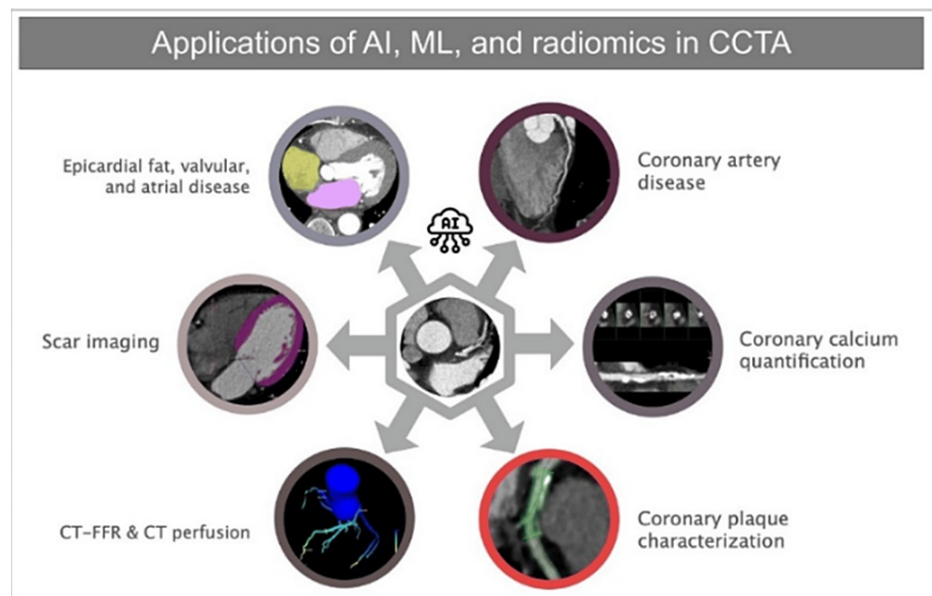 Applications of AI, ML, and radiomics in CCTA
Epicardial fat, valvular,
and atrial disease
Coronary artery
disease
AI
Scar imaging
Coronary calcium
quantification
CT-FFR & CT perfusion
Coronary plaque
characterization